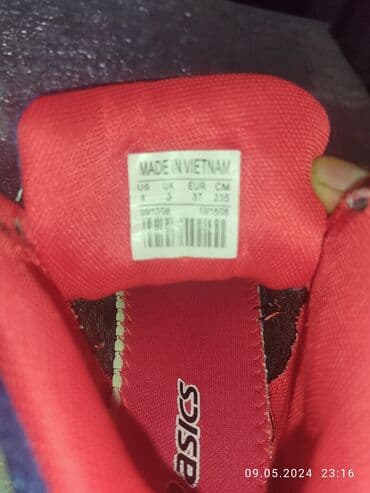 MADE IN VIETNAM
US UK EUR CM
6 3 37 235
asics
09.05.2024 23:16